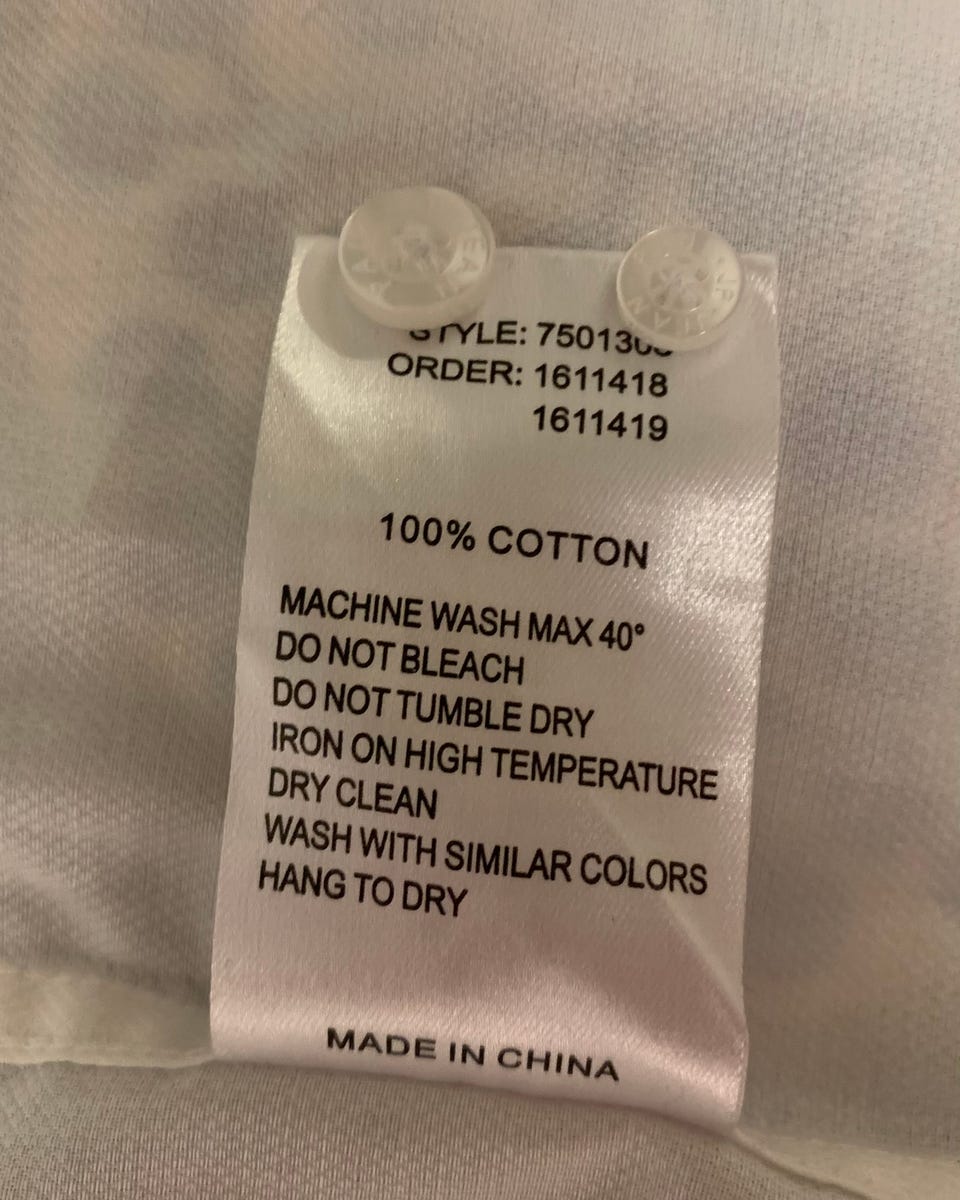 STYLE:
ORDER: 1611418
1611419
100% COTTON
MACHINE WASH MAX 40°
DO NOT BLEACH
DO NOT TUMBLE DRY
IRON ON HIGH TEMPERATURE
DRY CLEAN
WASH WITH SIMILAR COLORS
HANG TO DRY
MADE IN CHINA